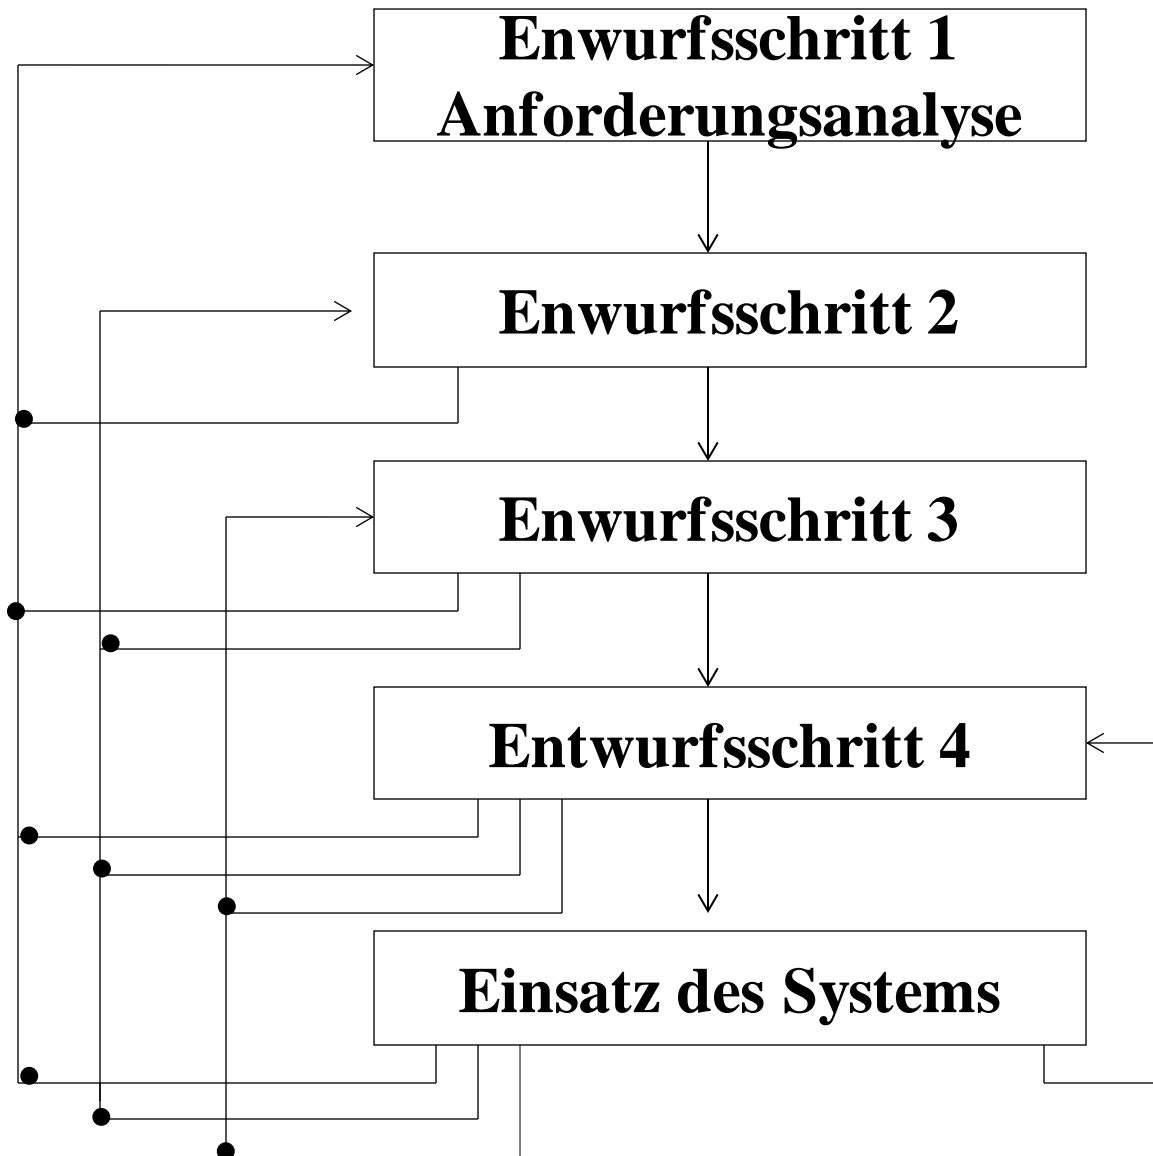 Enwurfsschritt 1
Anforderungsanalyse
Enwurfsschritt 2
Enwurfsschritt 3
Entwurfsschritt 4
Einsatz des Systems